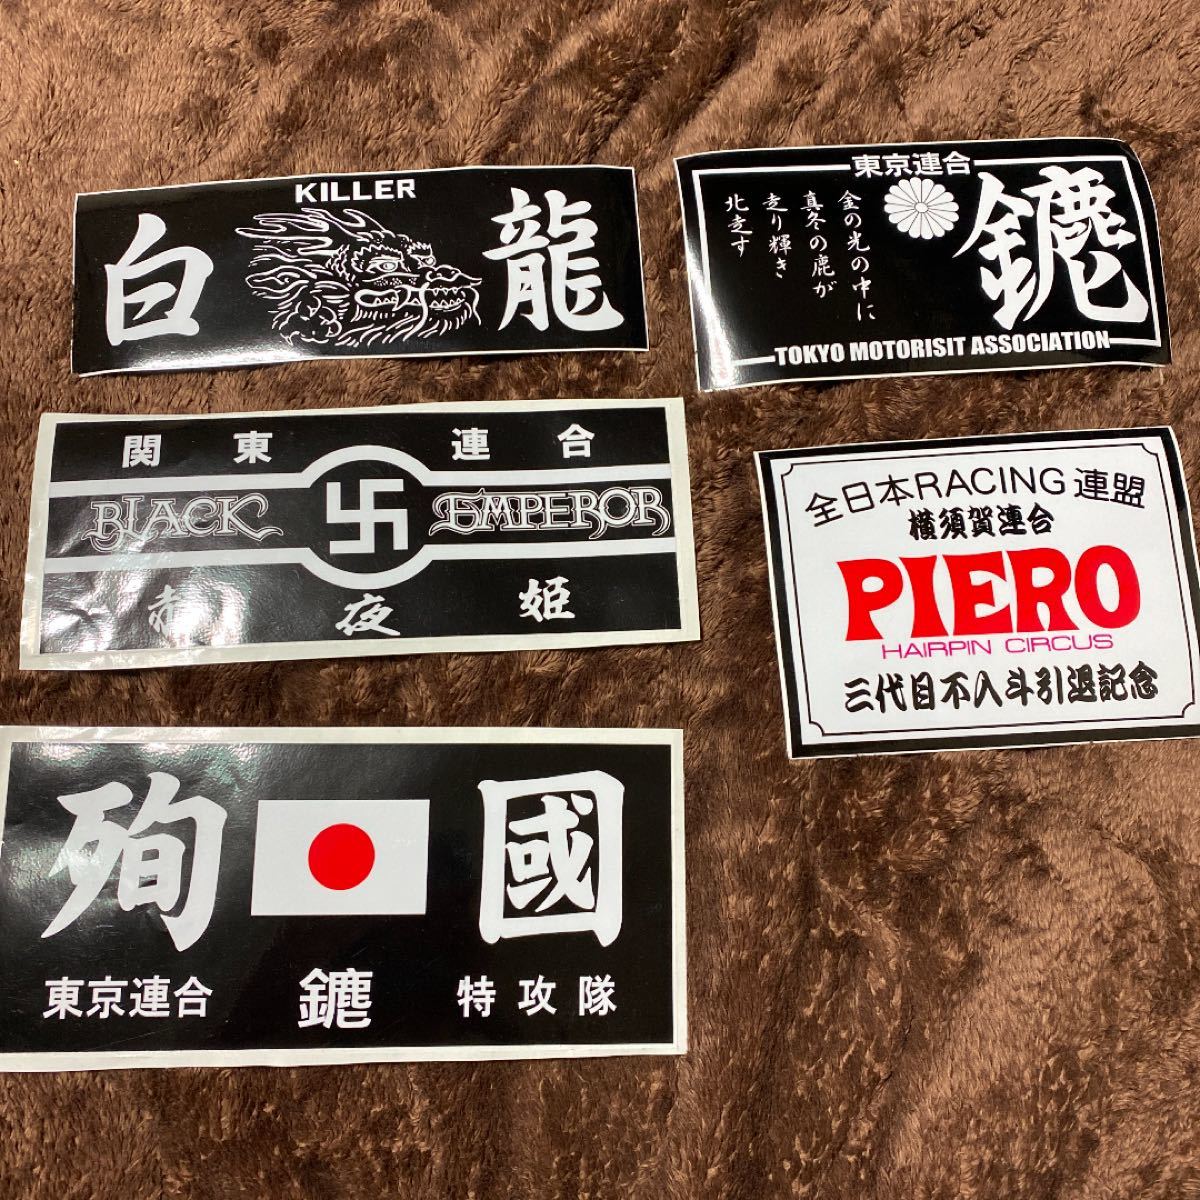 KILLER
白 龍
東京連合
鑣
金の光の中に
真冬の鹿が
走り輝き
北走す
TOKYO MOTORISIT ASSOCIATION
関東 連合
BLACK EMPEROR
赤 夜 姫
全日本RACING連盟
横須賀連合
PIERO
HAIRPIN CIRCUS
三代目不入斗引退記念
殉 國
東京連合 鑣 特攻隊